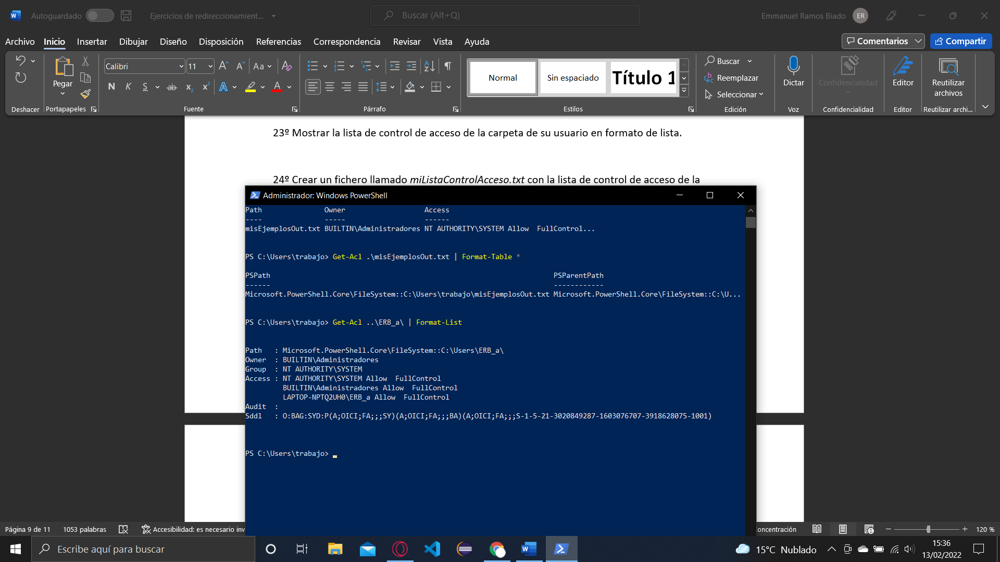 Autoguardado
Ejercicios de redireccionamient...
Buscar (Alt+Q)
Emmanuel Ramos Biado
ER
Archivo Inicio Insertar Dibujar Diseño Disposición Referencias Correspondencia Revisar Vista Ayuda
Comentarios
Compartir
Pegar
Calibri
11
Aa
N K S ab x₂ x² A A
Normal
Sin espaciado
Título 1
Buscar
Reemplazar
Seleccionar
Dictar
Confidencialidad
Editor
Reutilizar
archivos
Deshacer Portapapeles Fuente Párrafo Estilos Edición Voz Confidencialidad Editor Reutilizar archi...
23º Mostrar la lista de control de acceso de la carpeta de su usuario en formato de lista.
24º Crear un fichero llamado miListaControlAcceso.txt con la lista de control de acceso de la
Administrador: Windows PowerShell
Path Owner Access
---- ----- ------
misEjemplosOut.txt BUILTIN\Administradores NT AUTHORITY\SYSTEM Allow  FullControl...
PS C:\Users\trabajo> Get-Acl .\misEjemplosOut.txt | Format-Table *
PSPath PSParentPath
------ ------------
Microsoft.PowerShell.Core\FileSystem::C:\Users\trabajo\misEjemplosOut.txt Microsoft.PowerShell.Core\FileSystem::C:\U...
PS C:\Users\trabajo> Get-Acl ..\ERB_a\ | Format-List
Path   : Microsoft.PowerShell.Core\FileSystem::C:\Users\ERB_a\
Owner  : BUILTIN\Administradores
Group  : NT AUTHORITY\SYSTEM
Access : NT AUTHORITY\SYSTEM Allow  FullControl
BUILTIN\Administradores Allow  FullControl
LAPTOP-NPTQ2UH0\ERB_a Allow  FullControl
Audit  :
Sddl   : O:BAG:SYD:P(A;OICI;FA;;;SY)(A;OICI;FA;;;BA)(A;OICI;FA;;;S-1-5-21-3020849287-1603076707-3918628075-1001)
PS C:\Users\trabajo>
Página 9 de 11
1053 palabras
Accesibilidad: es necesario inv
oncentración
120 %
Escribe aquí para buscar
15°C Nublado
15:36
13/02/2022